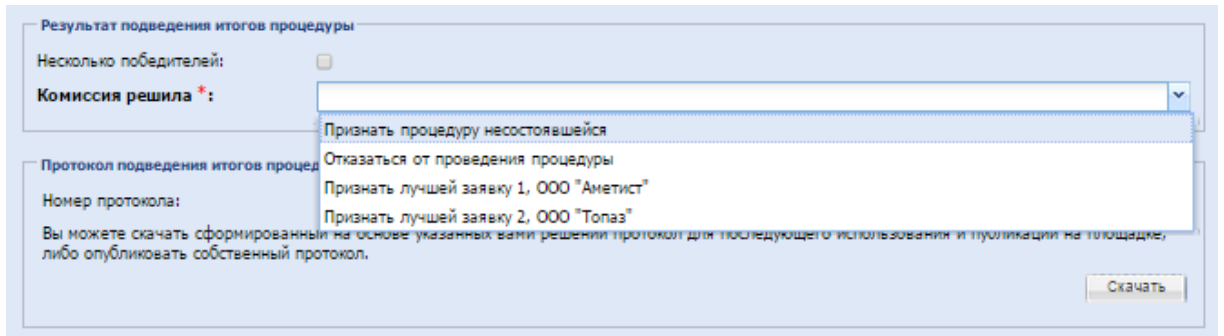 Результат подведения итогов процедуры
Несколько победителей:
Комиссия решила *:
Признать процедуру несостоявшейся
Отказаться от проведения процедуры
Признать лучшей заявку 1, ООО "Аметист"
Признать лучшей заявку 2, ООО "Топаз"
Протокол подведения итогов процед
Номер протокола:
Вы можете скачать сформированный на основе указанных вами решений протокол для последующего использования и публикации на площадке,
либо опубликовать собственный протокол.
Скачать